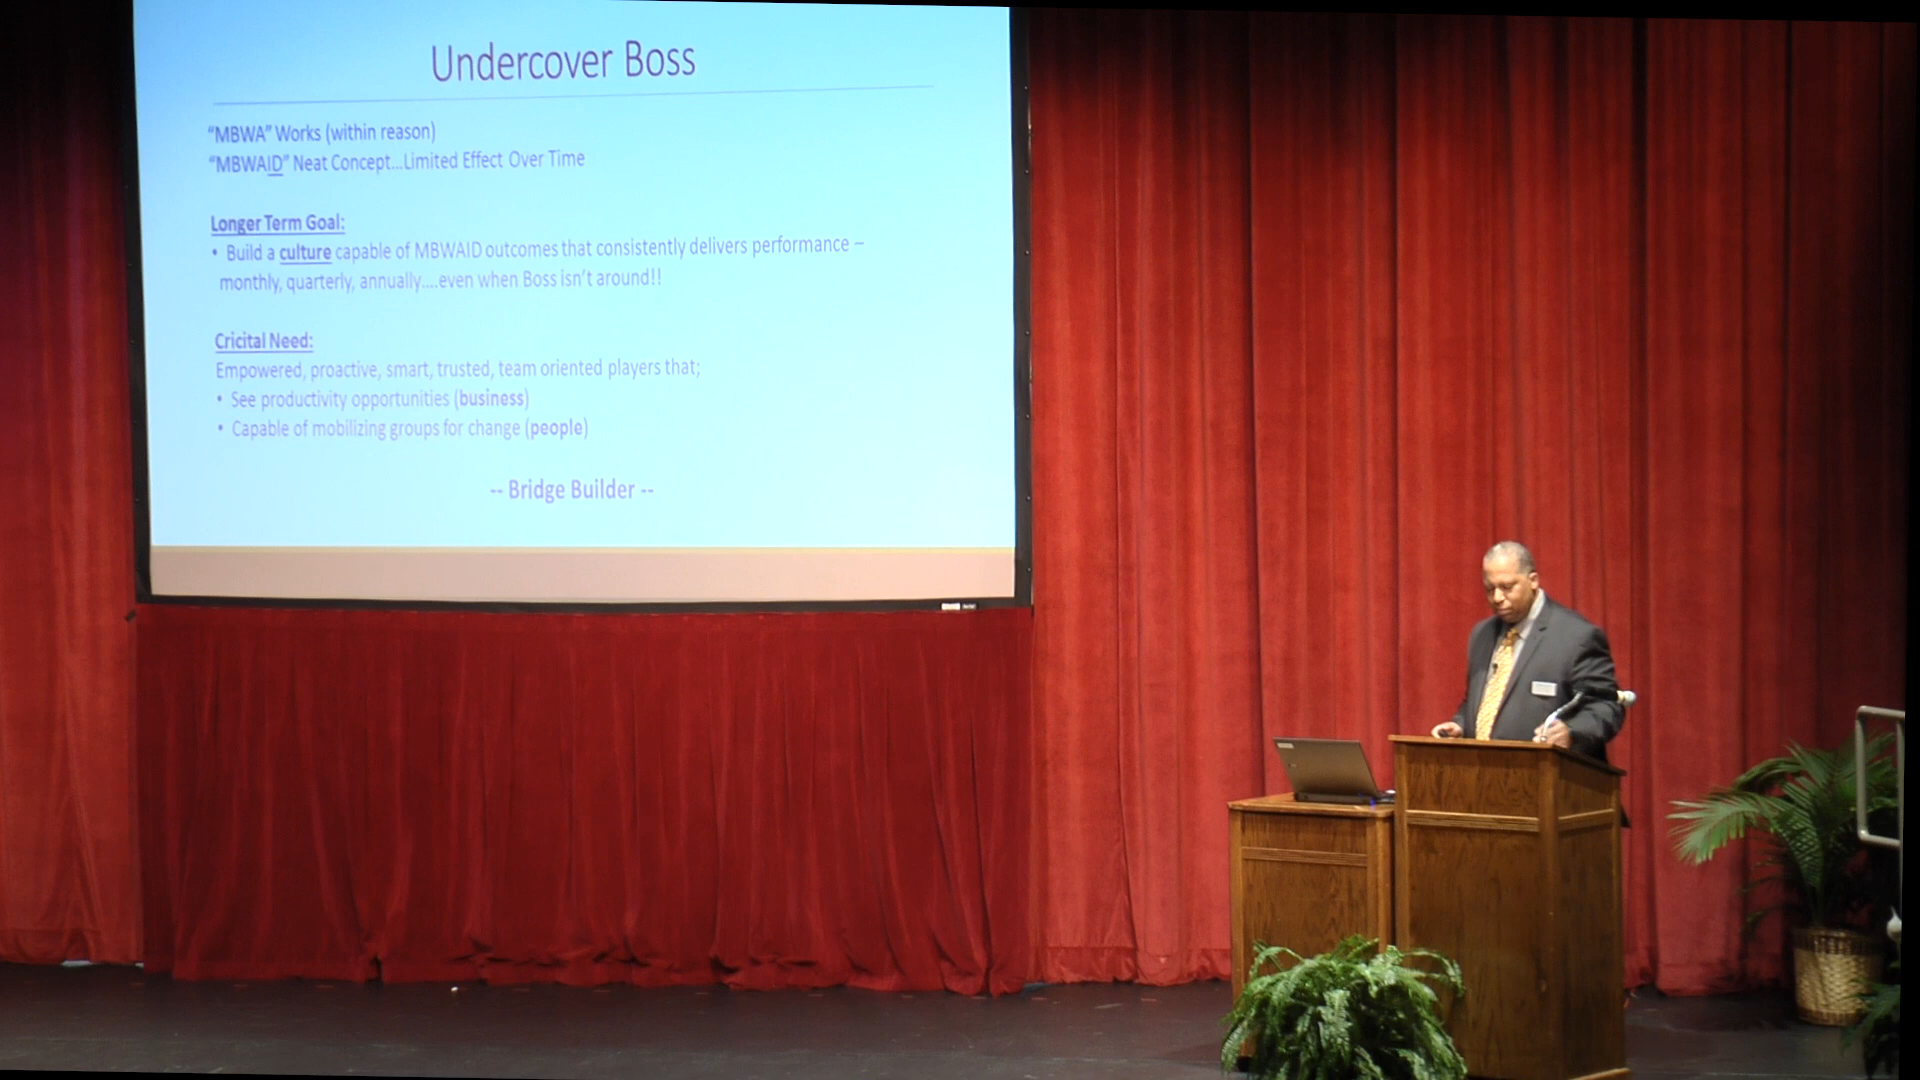 Undercover Boss
“MBWA” Works (within reason)
“MBWAID” Neat Concept...Limited Effect Over Time
Longer Term Goal:
• Build a culture capable of MBWAID outcomes that consistently delivers performance –
monthly, quarterly, annually....even when Boss isn’t around!!
Cricital Need:
Empowered, proactive, smart, trusted, team oriented players that;
• See productivity opportunities (business)
• Capable of mobilizing groups for change (people)
-- Bridge Builder --